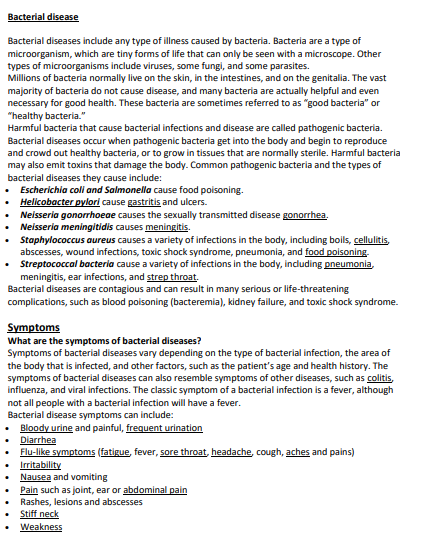 Bacterial disease
Bacterial diseases include any type of illness caused by bacteria. Bacteria are a type of
microorganism, which are tiny forms of life that can only be seen with a microscope. Other
types of microorganisms include viruses, some fungi, and some parasites.
Millions of bacteria normally live on the skin, in the intestines, and on the genitalia. The vast
majority of bacteria do not cause disease, and many bacteria are actually helpful and even
necessary for good health. These bacteria are sometimes referred to as “good bacteria” or
“healthy bacteria.”
Harmful bacteria that cause bacterial infections and disease are called pathogenic bacteria.
Bacterial diseases occur when pathogenic bacteria get into the body and begin to reproduce
and crowd out healthy bacteria, or to grow in tissues that are normally sterile. Harmful bacteria
may also emit toxins that damage the body. Common pathogenic bacteria and the types of
bacterial diseases they cause include:
• Escherichia coli and Salmonella cause food poisoning.
• Helicobacter pylori cause gastritis and ulcers.
• Neisseria gonorrhoeae causes the sexually transmitted disease gonorrhea.
• Neisseria meningitidis causes meningitis.
• Staphylococcus aureus causes a variety of infections in the body, including boils, cellulitis,
abscesses, wound infections, toxic shock syndrome, pneumonia, and food poisoning.
• Streptococcal bacteria cause a variety of infections in the body, including pneumonia,
meningitis, ear infections, and strep throat.
Bacterial diseases are contagious and can result in many serious or life-threatening
complications, such as blood poisoning (bacteremia), kidney failure, and toxic shock syndrome.
Symptoms
What are the symptoms of bacterial diseases?
Symptoms of bacterial diseases vary depending on the type of bacterial infection, the area of
the body that is infected, and other factors, such as the patient’s age and health history. The
symptoms of bacterial diseases can also resemble symptoms of other diseases, such as colitis,
influenza, and viral infections. The classic symptom of a bacterial infection is a fever, although
not all people with a bacterial infection will have a fever.
Bacterial disease symptoms can include:
• Bloody urine and painful, frequent urination
• Diarrhea
• Flu-like symptoms (fatigue, fever, sore throat, headache, cough, aches and pains)
• Irritability
• Nausea and vomiting
• Pain such as joint, ear or abdominal pain
• Rashes, lesions and abscesses
• Stiff neck
• Weakness